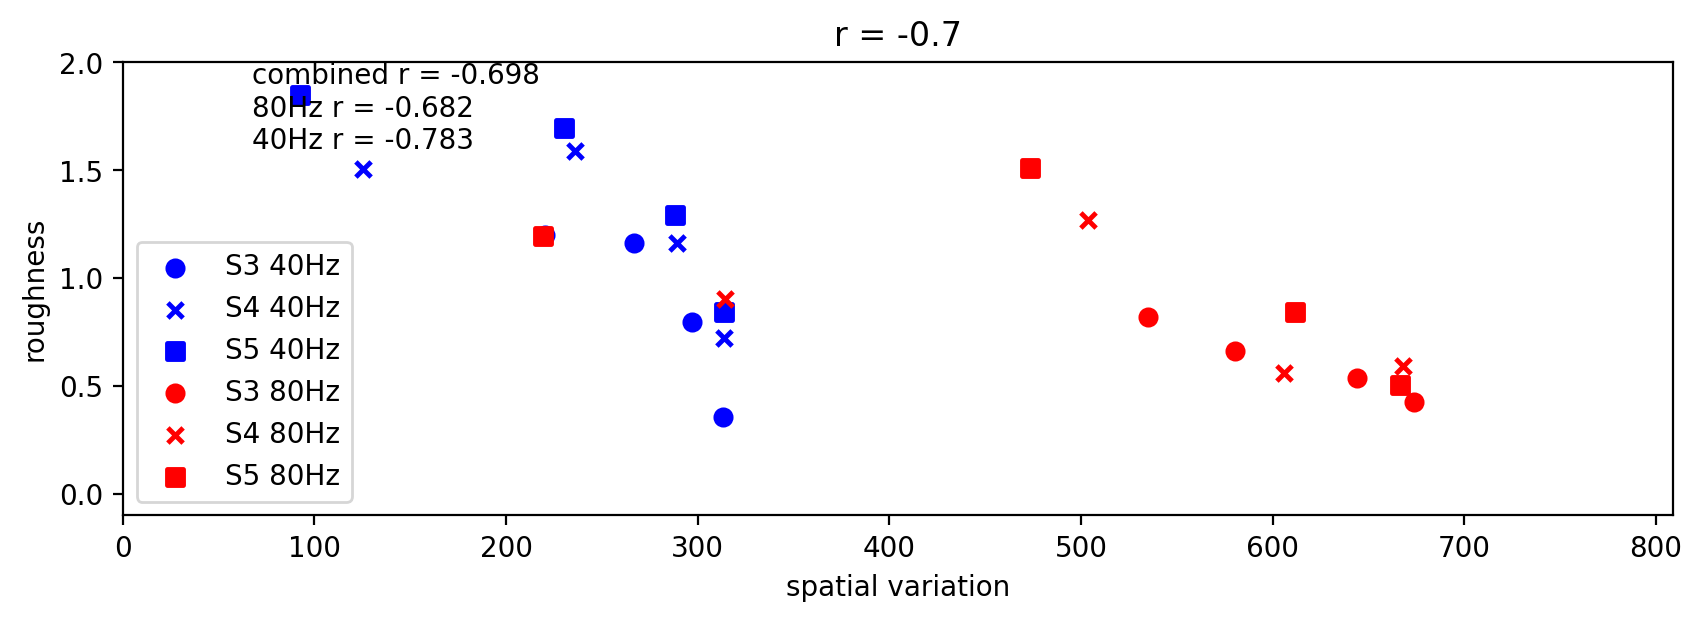 r = -0.7
combined r = -0.698
80Hz r = -0.682
40Hz r = -0.783
2.0
1.5
1.0
0.5
0.0
roughness
S3 40Hz
S4 40Hz
S5 40Hz
S3 80Hz
S4 80Hz
S5 80Hz
0 100 200 300 400 500 600 700 800
spatial variation